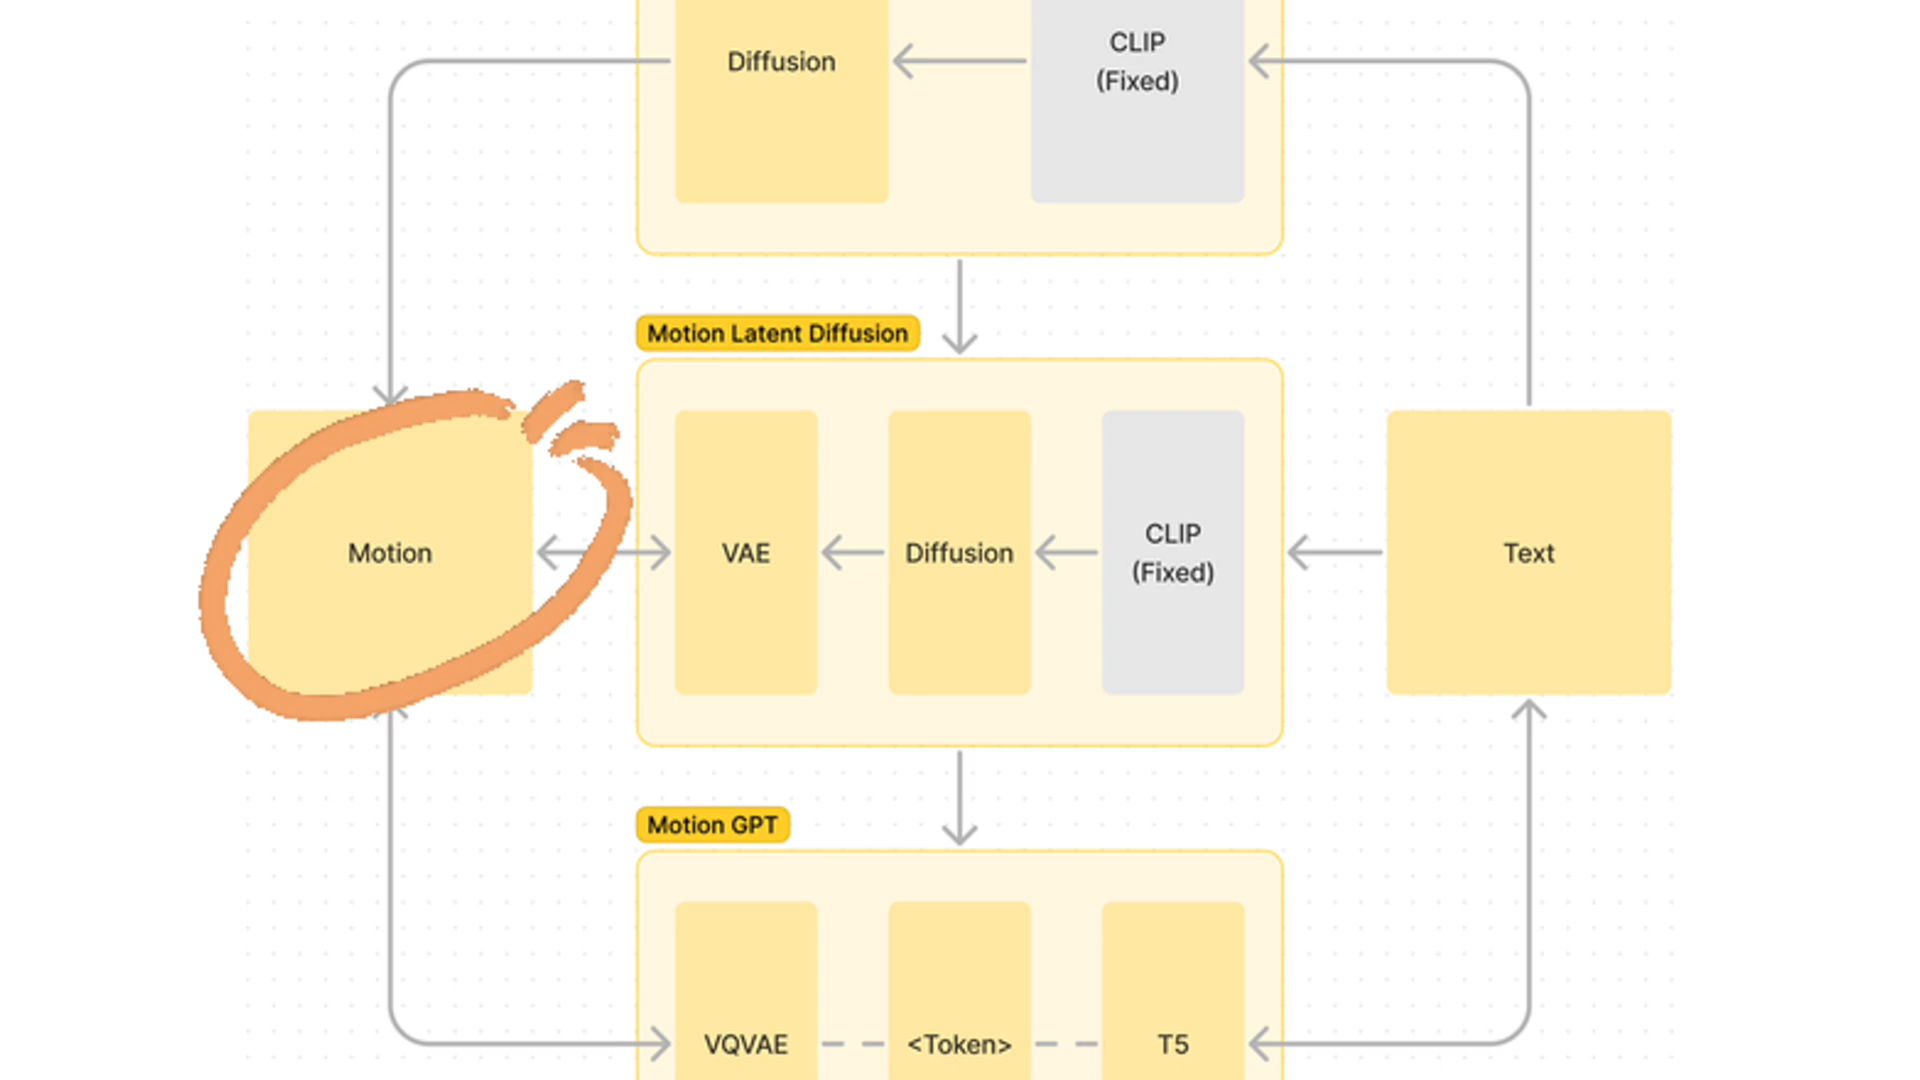 Diffusion
CLIP
(Fixed)
Motion Latent Diffusion
Motion
VAE
Diffusion
CLIP
(Fixed)
Text
Motion GPT
VQVAE
<Token>
T5